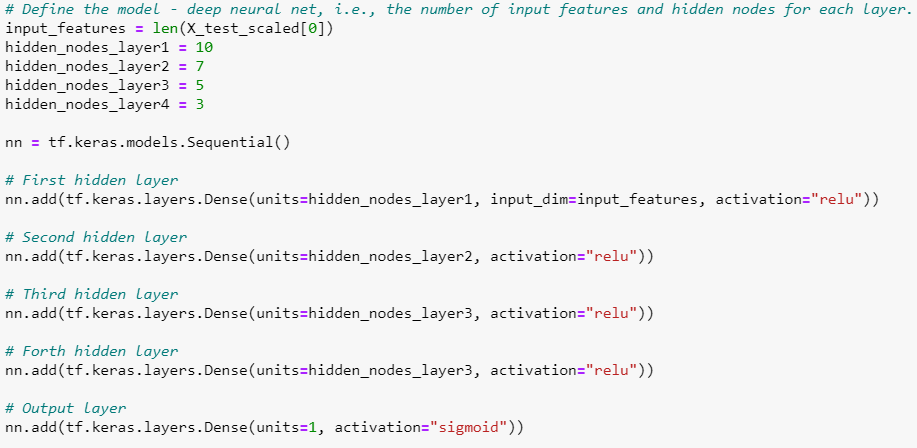 # Define the model - deep neural net, i.e., the number of input features and hidden nodes for each layer.
input_features = len(X_test_scaled[0])
hidden_nodes_layer1 = 10
hidden_nodes_layer2 = 7
hidden_nodes_layer3 = 5
hidden_nodes_layer4 = 3
nn = tf.keras.models.Sequential()
# First hidden layer
nn.add(tf.keras.layers.Dense(units=hidden_nodes_layer1, input_dim=input_features, activation="relu"))
# Second hidden layer
nn.add(tf.keras.layers.Dense(units=hidden_nodes_layer2, activation="relu"))
# Third hidden layer
nn.add(tf.keras.layers.Dense(units=hidden_nodes_layer3, activation="relu"))
# Forth hidden layer
nn.add(tf.keras.layers.Dense(units=hidden_nodes_layer3, activation="relu"))
# Output layer
nn.add(tf.keras.layers.Dense(units=1, activation="sigmoid"))